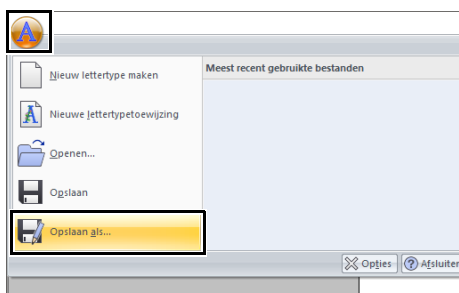 Nieuw lettertype maken
Meest recent gebruikte bestanden
Nieuwe lettertypetoewijzing
Openen...
Opslaan
Opslaan als...
Opties
Afsluiten